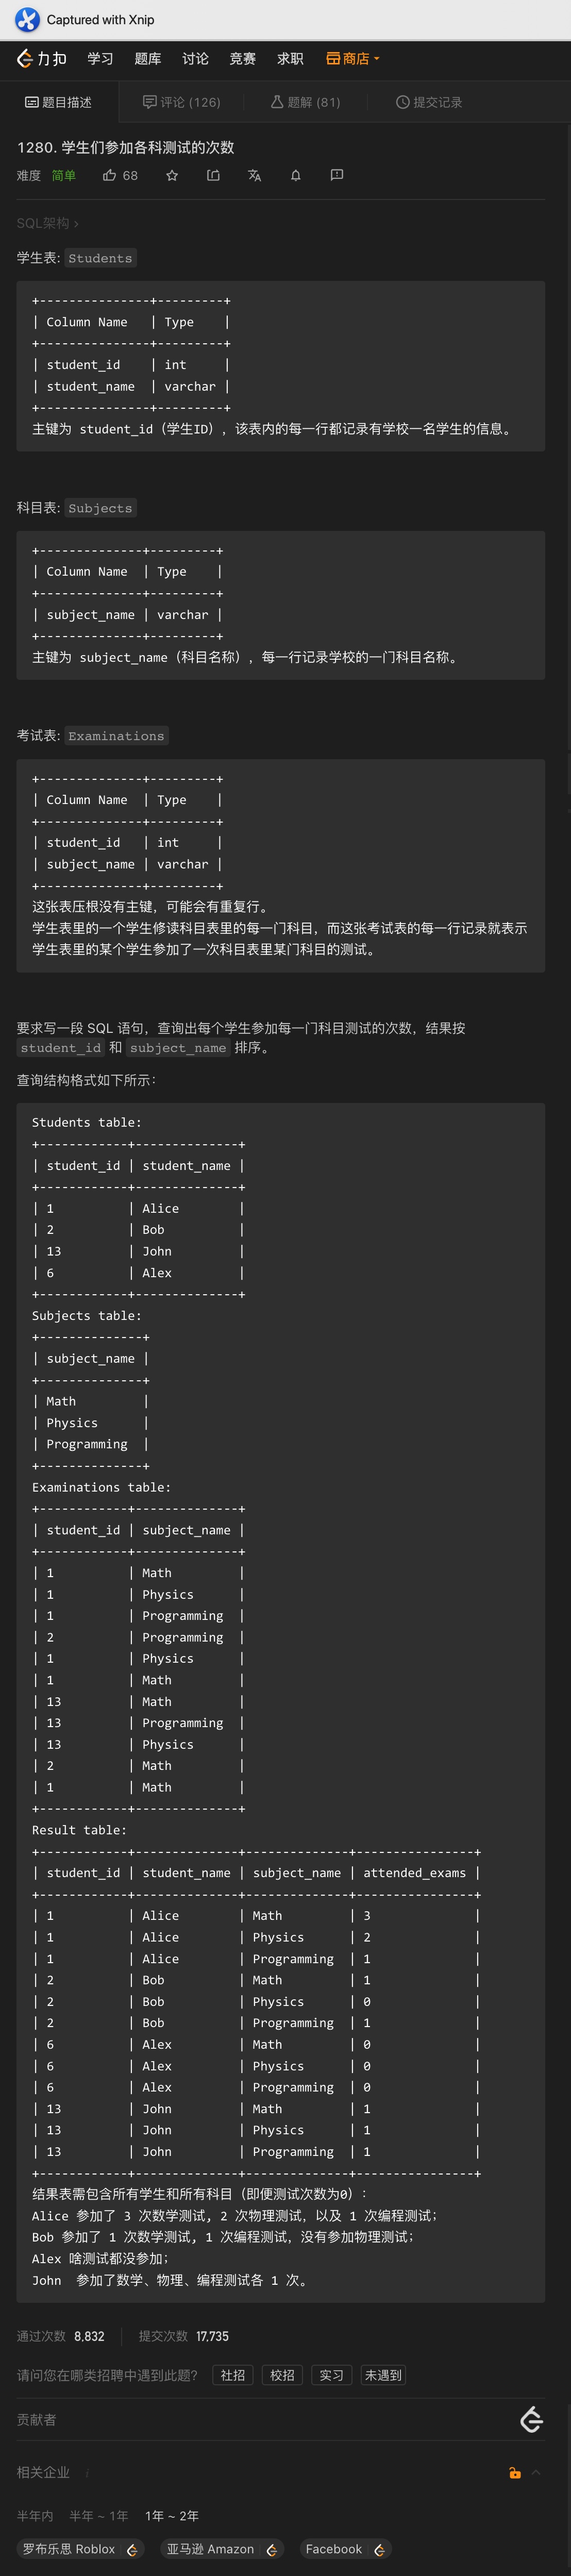 Captured with Xnip
力扣 学习 题库 讨论 竞赛 求职 商店
题目描述 评论 (126) 题解 (81) 提交记录
1280. 学生们参加各科测试的次数
难度 简单 68
SQL架构 ›
学生表: Students
+---------------+---------+
| Column Name   | Type    |
+---------------+---------+
| student_id    | int     |
| student_name  | varchar |
+---------------+---------+
主键为 student_id（学生ID），该表内的每一行都记录有学校一名学生的信息。
科目表: Subjects
+--------------+---------+
| Column Name  | Type    |
+--------------+---------+
| subject_name | varchar |
+--------------+---------+
主键为 subject_name（科目名称），每一行记录学校的一门科目名称。
考试表: Examinations
+--------------+---------+
| Column Name  | Type    |
+--------------+---------+
| student_id   | int     |
| subject_name | varchar |
+--------------+---------+
这张表压根没有主键，可能会有重复行。
学生表里的一个学生修读科目表里的每一门科目，而这张考试表的每一行记录就表示
学生表里的某个学生参加了一次科目表里某门科目的测试。
要求写一段 SQL 语句，查询出每个学生参加每一门科目测试的次数，结果按
student_id 和 subject_name 排序。
查询结构格式如下所示：
Students table:
+------------+--------------+
| student_id | student_name |
+------------+--------------+
| 1          | Alice        |
| 2          | Bob          |
| 13         | John         |
| 6          | Alex         |
+------------+--------------+
Subjects table:
+--------------+
| subject_name |
+--------------+
| Math         |
| Physics      |
| Programming  |
+--------------+
Examinations table:
+------------+--------------+
| student_id | subject_name |
+------------+--------------+
| 1          | Math         |
| 1          | Physics      |
| 1          | Programming  |
| 2          | Programming  |
| 1          | Physics      |
| 1          | Math         |
| 13         | Math         |
| 13         | Programming  |
| 13         | Physics      |
| 2          | Math         |
| 1          | Math         |
+------------+--------------+
Result table:
+------------+--------------+--------------+----------------+
| student_id | student_name | subject_name | attended_exams |
+------------+--------------+--------------+----------------+
| 1          | Alice        | Math         | 3              |
| 1          | Alice        | Physics      | 2              |
| 1          | Alice        | Programming  | 1              |
| 2          | Bob          | Math         | 1              |
| 2          | Bob          | Physics      | 0              |
| 2          | Bob          | Programming  | 1              |
| 6          | Alex         | Math         | 0              |
| 6          | Alex         | Physics      | 0              |
| 6          | Alex         | Programming  | 0              |
| 13         | John         | Math         | 1              |
| 13         | John         | Physics      | 1              |
| 13         | John         | Programming  | 1              |
+------------+--------------+--------------+----------------+
结果表需包含所有学生和所有科目（即便测试次数为0）：
Alice 参加了 3 次数学测试, 2 次物理测试，以及 1 次编程测试；
Bob 参加了 1 次数学测试, 1 次编程测试，没有参加物理测试；
Alex 啥测试都没参加；
John  参加了数学、物理、编程测试各 1 次。
通过次数 8,832 提交次数 17,735
请问您在哪类招聘中遇到此题？ 社招 校招 实习 未遇到
贡献者
相关企业 i
半年内 半年 ~ 1年 1年 ~ 2年
罗布乐思 Roblox 亚马逊 Amazon Facebook